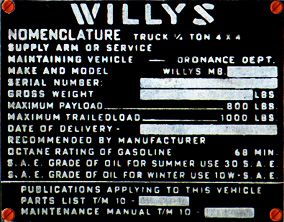 WILLYS
NOMENCLATURE TRUCK ¼ TON 4 x 4
SUPPLY ARM OR SERVICE
MAINTAINING VEHICLE — ORDNANCE DEPT.
MAKE AND MODEL WILLYS MB.
SERIAL NUMBER:
GROSS WEIGHT LBS
MAXIMUM PAYLOAD 800 LBS.
MAXIMUM TRAILEDLOAD 1000 LBS
DATE OF DELIVERY -
RECOMMENDED BY MANUFACTURER
OCTANE RATING OF GASOLINE 68 MIN.
S.A.E. GRADE OF OIL FOR SUMMER USE 30 S.A.E.
S.A.E. GRADE OF OIL FOR WINTER USE 10W-S.A.E.
PUBLICATIONS APPLYING TO THIS VEHICLE
PARTS LIST T/M 10 -
MAINTENANCE MANUAL T/M 10 -